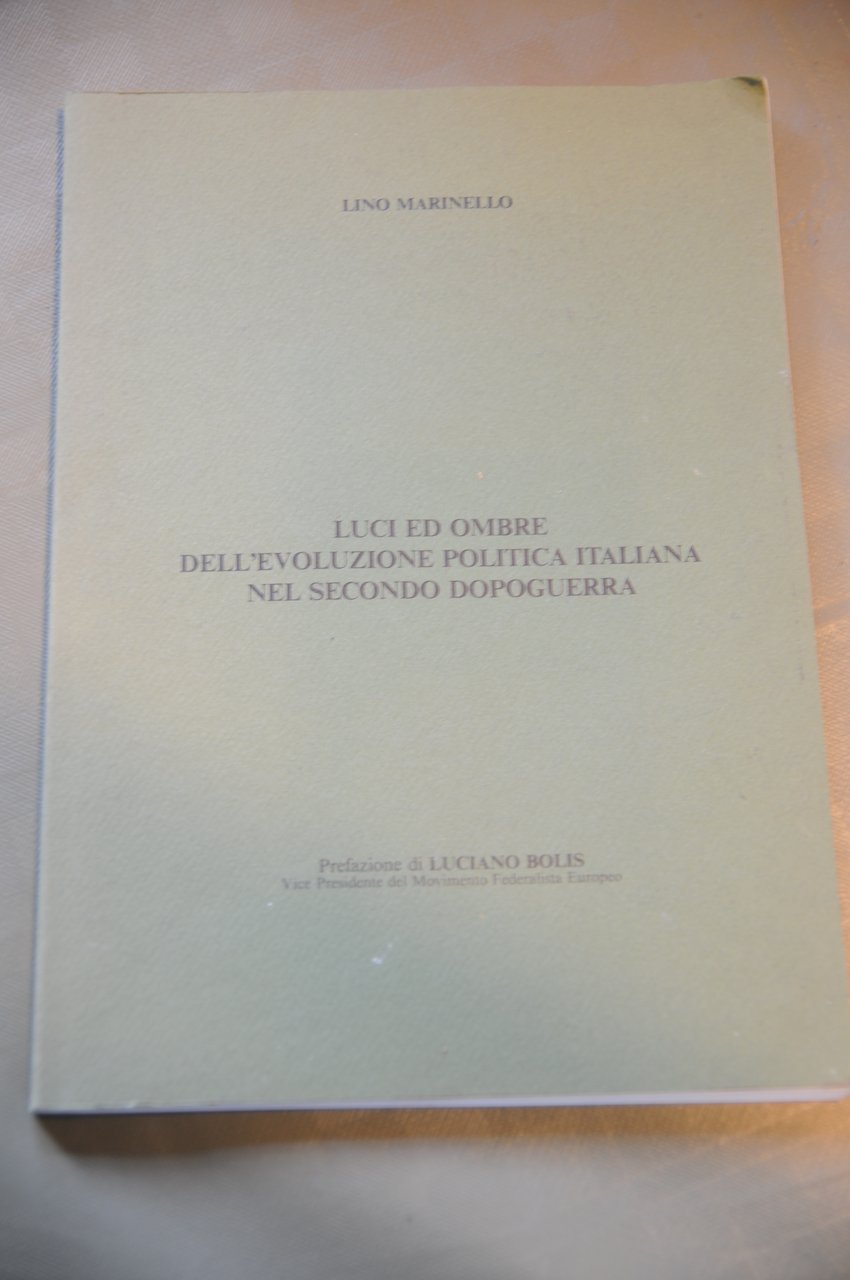 LINO MARINELLO
LUCI ED OMBRE
DELL'EVOLUZIONE POLITICA ITALIANA
NEL SECONDO DOPOGUERRA
Prefazione di LUCIANO BOLIS
Vice Presidente del Movimento Federalista Europeo